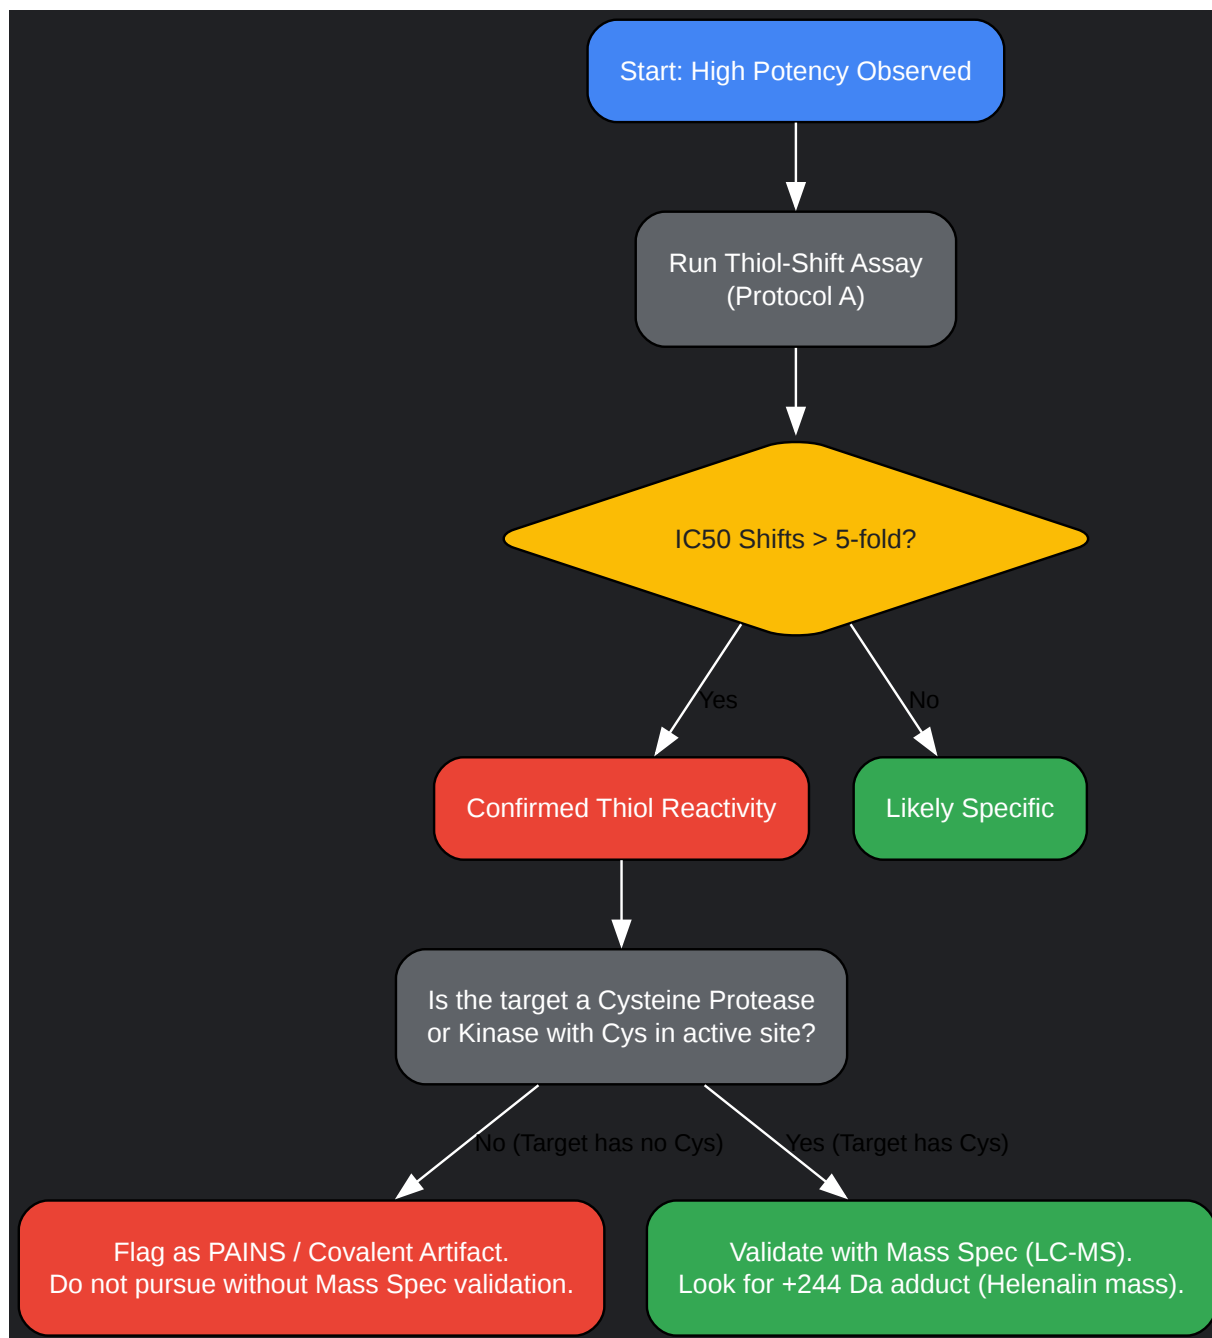 Start: High Potency Observed
Run Thiol-Shift Assay
(Protocol A)
IC50 Shifts > 5-fold?
Yes
No
Confirmed Thiol Reactivity
Likely Specific
Is the target a Cysteine Protease
or Kinase with Cys in active site?
No (Target has no Cys)
Yes (Target has Cys)
Flag as PAINS / Covalent Artifact.
Do not pursue without Mass Spec validation.
Validate with Mass Spec (LC-MS).
Look for +244 Da adduct (Helenalin mass).